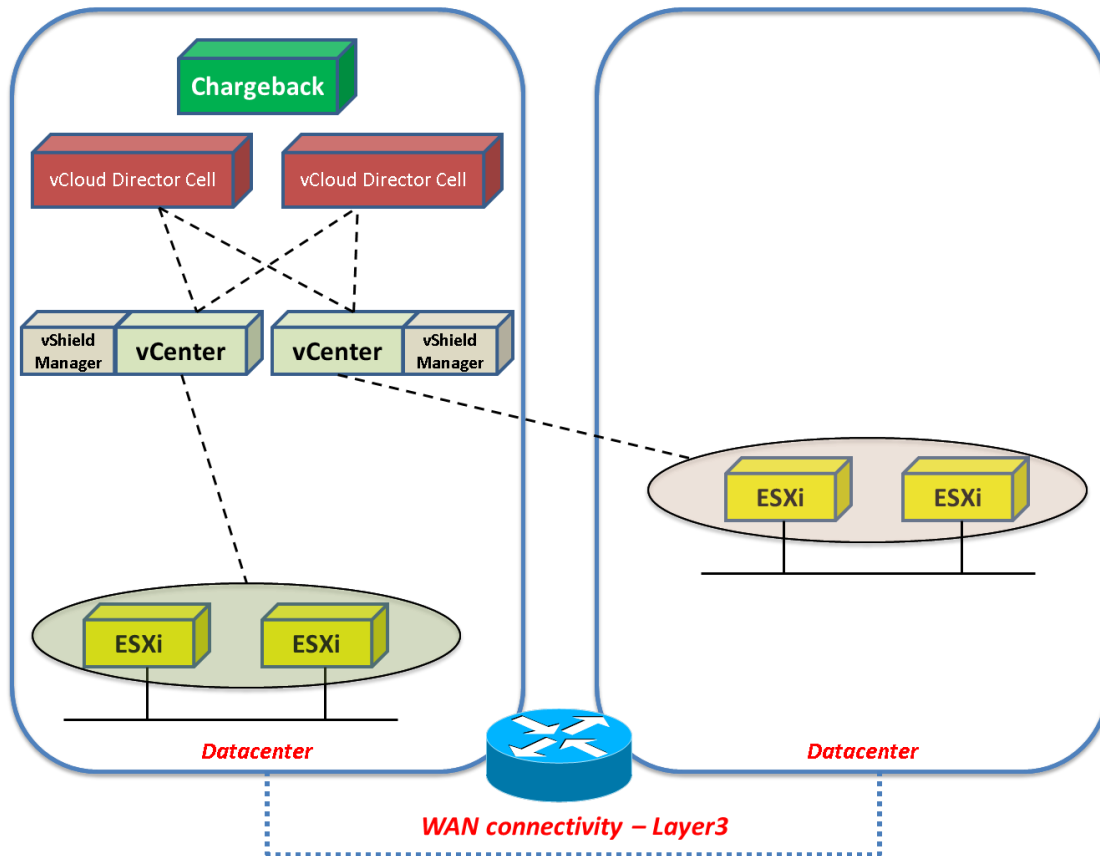 Chargeback
vCloud Director Cell
vCloud Director Cell
vShield
Manager
vCenter
vCenter
vShield
Manager
ESXi
ESXi
ESXi
ESXi
Datacenter
Datacenter
WAN connectivity – Layer3